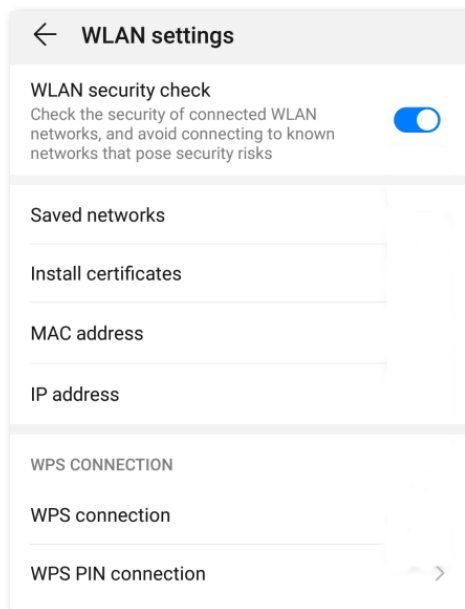 WLAN settings
WLAN security check
Check the security of connected WLAN
networks, and avoid connecting to known
networks that pose security risks
Saved networks
Install certificates
MAC address
IP address
WPS CONNECTION
WPS connection
WPS PIN connection